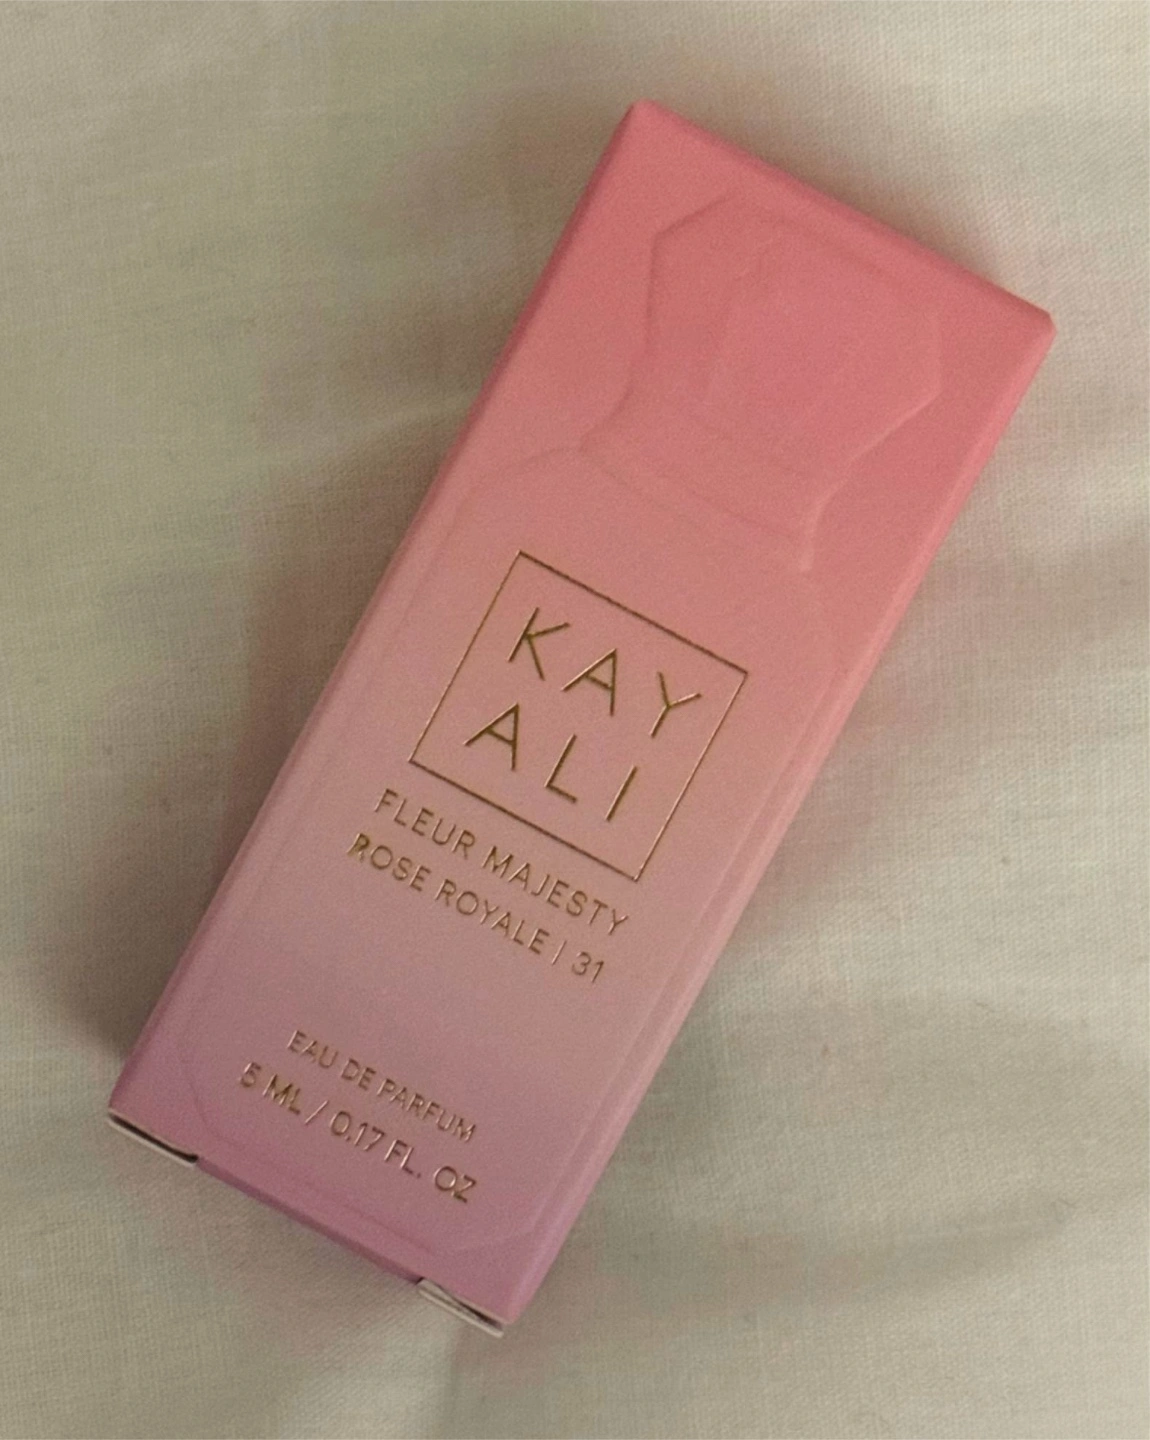 KAY
ALI
FLEUR MAJESTY
ROSE ROYALE | 31
EAU DE PARFUM
5 ML / 0.17 FL. OZ